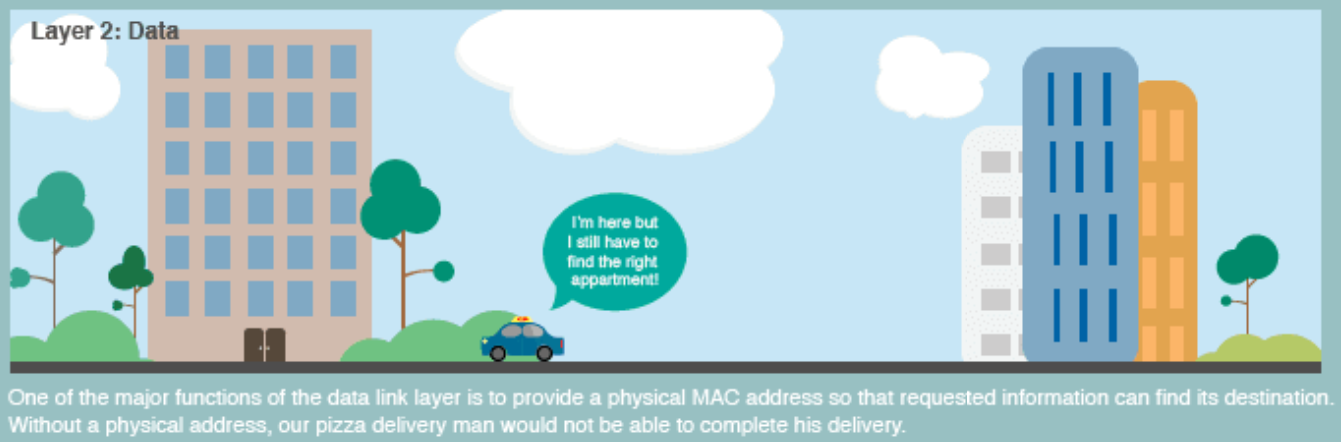 Layer 2: Data
I'm here but
I still have to
find the right
appartment!
One of the major functions of the data link layer is to provide a physical MAC address so that requested information can find its destination.
Without a physical address, our pizza delivery man would not be able to complete his delivery.